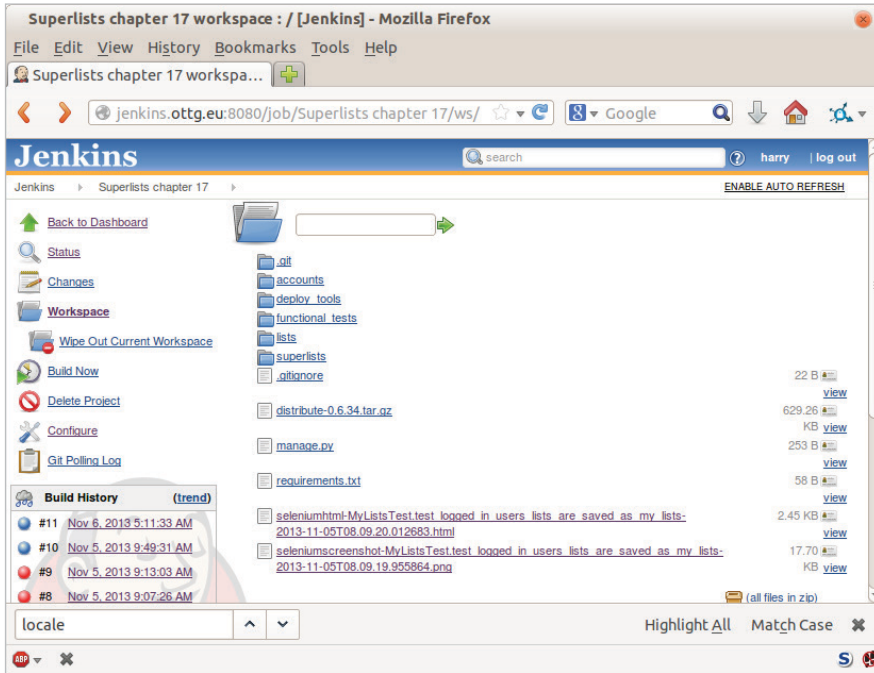 Superlists chapter 17 workspace : / [Jenkins] - Mozilla Firefox
File Edit View History Bookmarks Tools Help
Superlists chapter 17 workspa...
jenkins.ottg.eu:8080/job/Superlists chapter 17/ws/
Google
Jenkins
search
harry | log out
Jenkins
Superlists chapter 17
ENABLE AUTO REFRESH
Back to Dashboard
Status
Changes
Workspace
Wipe Out Current Workspace
Build Now
Delete Project
Configure
Git Polling Log
Build History (trend)
#11 Nov 6, 2013 5:11:33 AM
#10 Nov 5, 2013 9:49:31 AM
#9 Nov 5, 2013 9:13:03 AM
#8 Nov 5, 2013 9:07:26 AM
.git
accounts
deploy_tools
functional_tests
lists
superlists
.gitignore 22 B
view
distribute-0.6.34.tar.gz 629.26
KB view
manage.py 253 B
view
requirements.txt 58 B
view
seleniumhtml-MyListsTest.test_logged_in_users_lists_are_saved_as_my_lists- 2.45 KB
2013-11-05T08.09.20.012683.html view
seleniumscreenshot-MyListsTest.test_logged_in_users_lists_are_saved_as_my_lists- 17.70
2013-11-05T08.09.19.955864.png KB view
(all files in zip)
locale
Highlight All Match Case
ABP
S